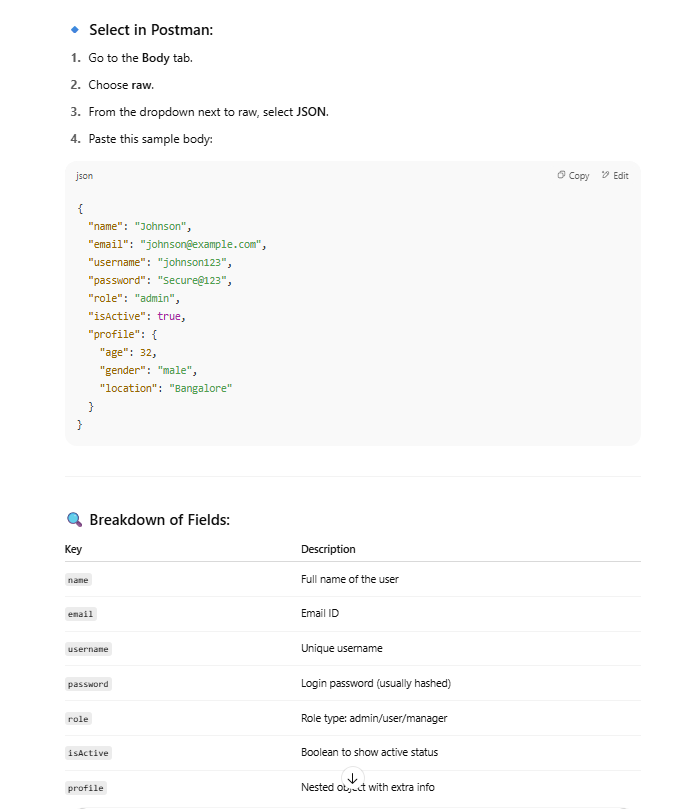 Select in Postman:
1. Go to the Body tab.
2. Choose raw.
3. From the dropdown next to raw, select JSON.
4. Paste this sample body:
json Copy Edit
{
"name": "Johnson",
"email": "johnson@example.com",
"username": "johnson123",
"password": "Secure@123",
"role": "admin",
"isActive": true,
"profile": {
"age": 32,
"gender": "male",
"location": "Bangalore"
}
}
Breakdown of Fields:
Key Description
name Full name of the user
email Email ID
username Unique username
password Login password (usually hashed)
role Role type: admin/user/manager
isActive Boolean to show active status
profile Nested object with extra info